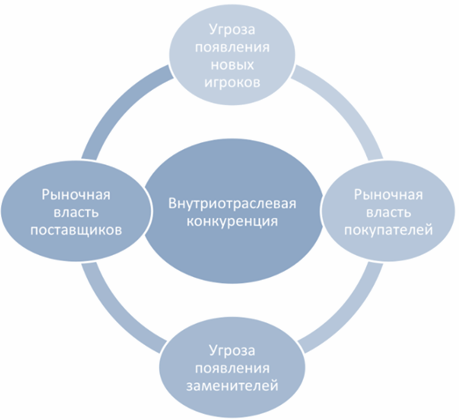 Угроза
появления
новых
игроков
Рыночная
власть
поставщиков
Внутриотраслевая
конкуренция
Рыночная
власть
покупателей
Угроза
появления
заменителей